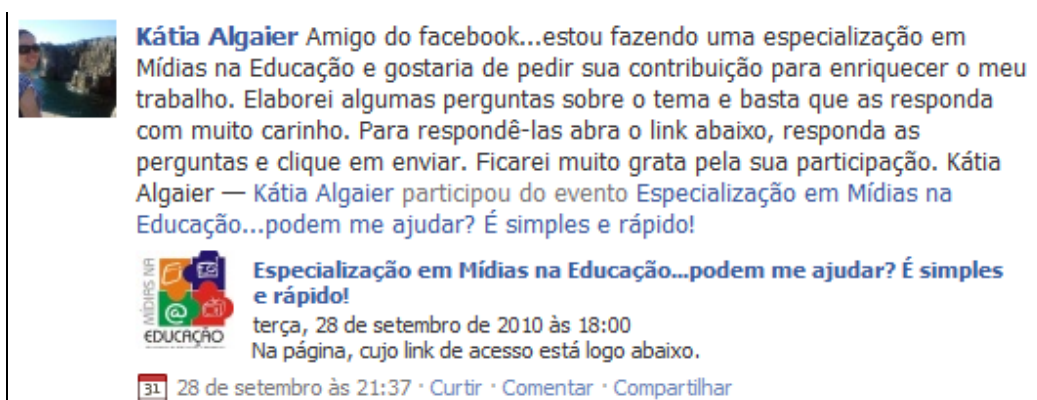 Kátia Algaier Amigo do facebook...estou fazendo uma especialização em
Mídias na Educação e gostaria de pedir sua contribuição para enriquecer o meu
trabalho. Elaborei algumas perguntas sobre o tema e basta que as responda
com muito carinho. Para respondê-las abra o link abaixo, responda as
perguntas e clique em enviar. Ficarei muito grata pela sua participação. Kátia
Algaier — Kátia Algaier participou do evento Especialização em Mídias na
Educação...podem me ajudar? É simples e rápido!
MÍDIAS NA
EDUCAÇÃO
Especialização em Mídias na Educação...podem me ajudar? É simples
e rápido!
terça, 28 de setembro de 2010 às 18:00
Na página, cujo link de acesso está logo abaixo.
31 28 de setembro às 21:37 · Curtir · Comentar · Compartilhar